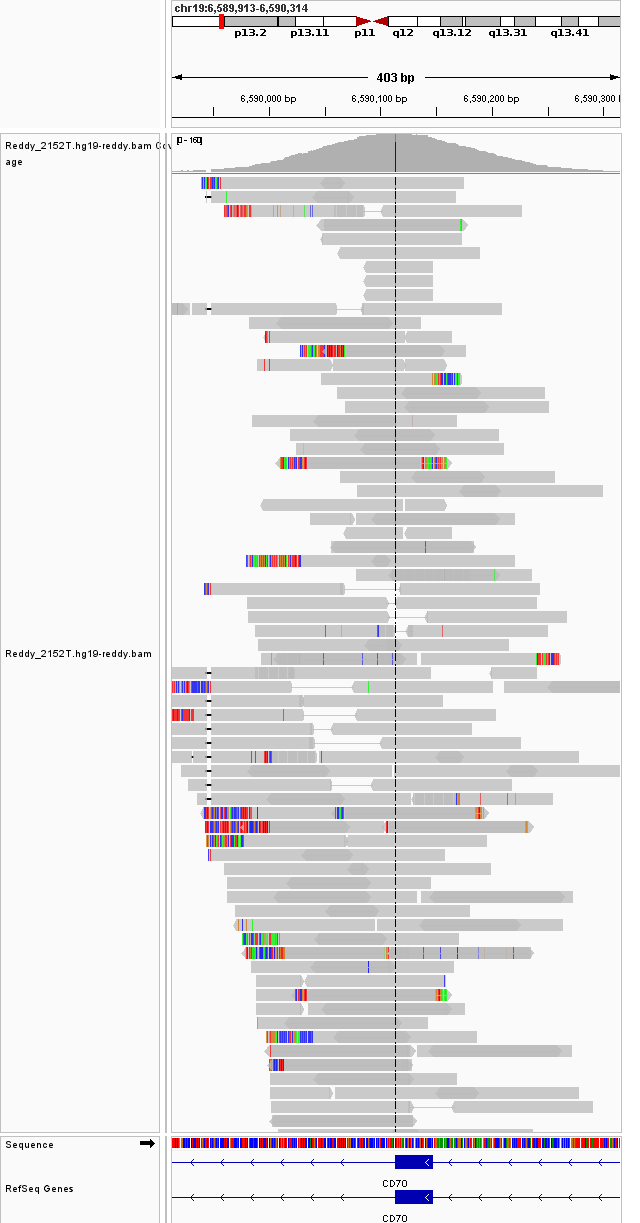 chr19:6,589,913-6,590,314
p13.2 p13.11 p11 q12 q13.12 q13.31 q13.41
403 bp
6,590,000 bp 6,590,100 bp 6,590,200 bp 6,590,300
[0 - 160]
Reddy_2152T.hg19-reddy.bam Cov
age
Reddy_2152T.hg19-reddy.bam
Sequence
CD70
RefSeq Genes
CD70